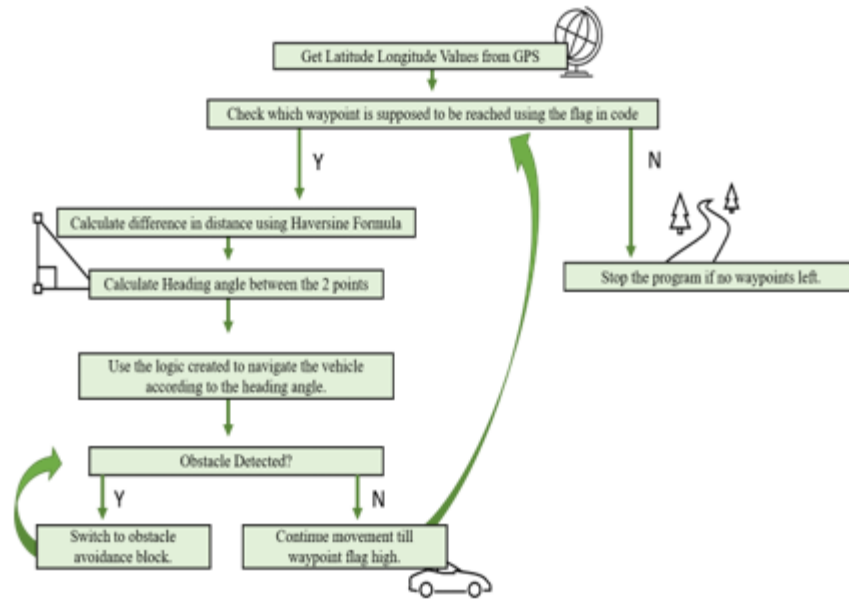 Get Latitude Longitude Values from GPS
Check which waypoint is supposed to be reached using the flag in code
Y
N
Calculate difference in distance using Haversine Formula
Stop the program if no waypoints left.
Calculate Heading angle between the 2 points
Use the logic created to navigate the vehicle
according to the heading angle.
Obstacle Detected?
Y
N
Switch to obstacle
avoidance block.
Continue movement till
waypoint flag high.